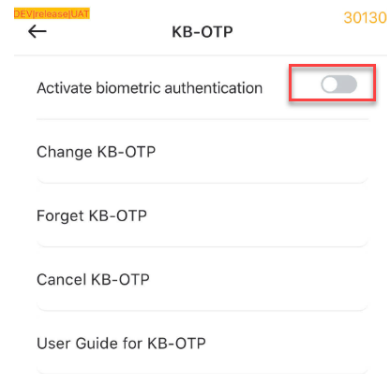 DEV|release|UAT
30130
KB-OTP
Activate biometric authentication
Change KB-OTP
Forget KB-OTP
Cancel KB-OTP
User Guide for KB-OTP